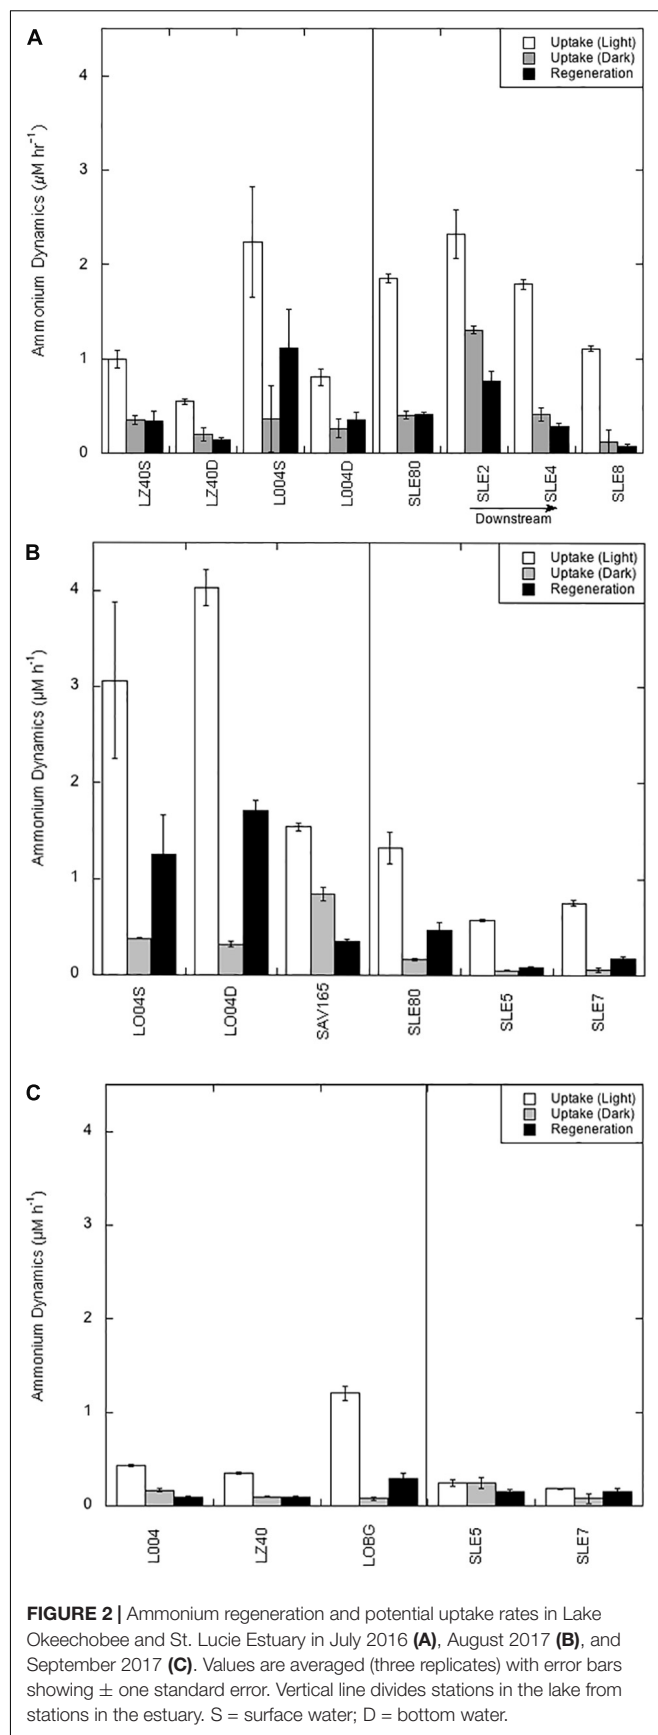 A
Uptake (Light)
Uptake (Dark)
Regeneration
Ammonium Dynamics (µM hr⁻¹)
4
3
2
1
0
LZ40S
LZ40D
L004S
L004D
SLE80
SLE2
SLE4
SLE8
Downstream
B
Uptake (Light)
Uptake (Dark)
Regeneration
Ammonium Dynamics (µM h⁻¹)
4
3
2
1
0
LO04S
LO04D
SAV165
SLE80
SLE5
SLE7
C
Uptake (Light)
Uptake (Dark)
Regeneration
Ammonium Dynamics (µM h⁻¹)
4
3
2
1
0
L004
LZ40
LOBG
SLE5
SLE7
FIGURE 2 | Ammonium regeneration and potential uptake rates in Lake
Okeechobee and St. Lucie Estuary in July 2016 (A), August 2017 (B), and
September 2017 (C). Values are averaged (three replicates) with error bars
showing ± one standard error. Vertical line divides stations in the lake from
stations in the estuary. S = surface water; D = bottom water.